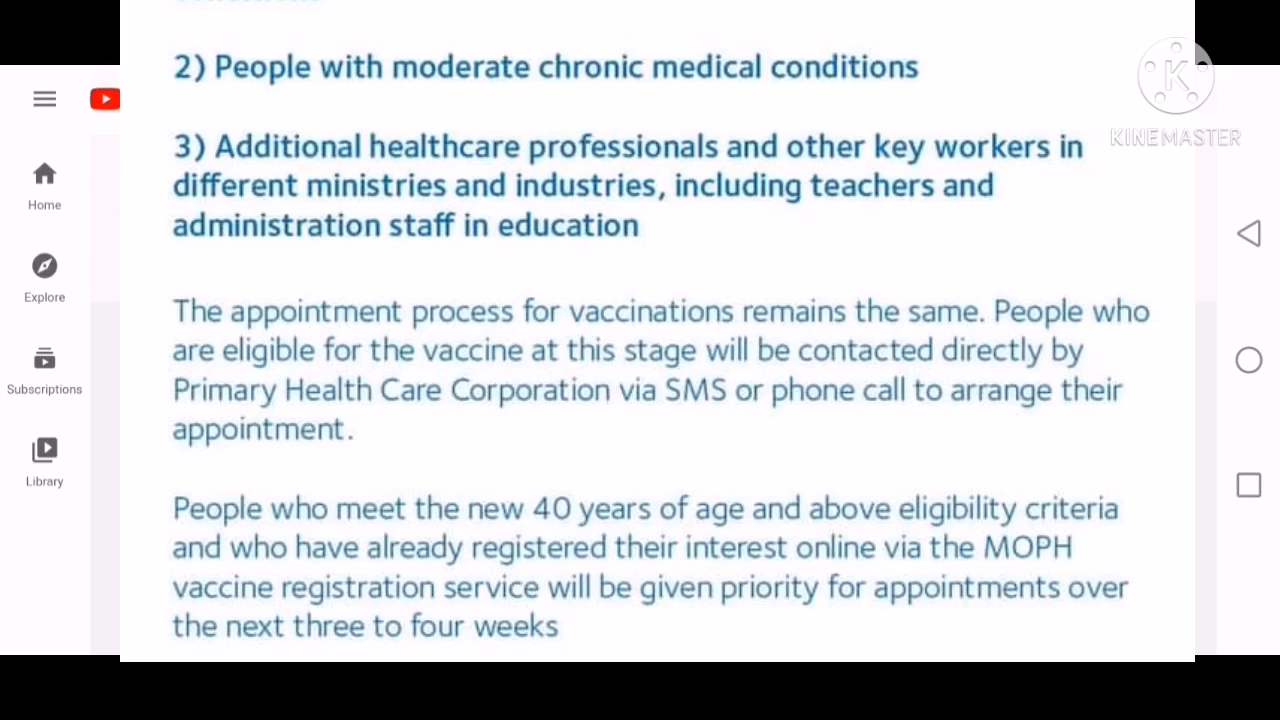 2) People with moderate chronic medical conditions
3) Additional healthcare professionals and other key workers in
different ministries and industries, including teachers and
administration staff in education
The appointment process for vaccinations remains the same. People who
are eligible for the vaccine at this stage will be contacted directly by
Primary Health Care Corporation via SMS or phone call to arrange their
appointment.
People who meet the new 40 years of age and above eligibility criteria
and who have already registered their interest online via the MOPH
vaccine registration service will be given priority for appointments over
the next three to four weeks
Home
Explore
Subscriptions
Library
K
KINEMASTER